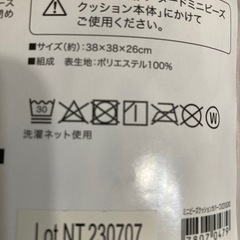 ードミニビーズ
クッション本体」にかけて
ご使用ください。
■サイズ(約):38×38×26cm
■組成 表生地:ポリエステル100%
30
W
洗濯ネット使用
Lot NT 230707